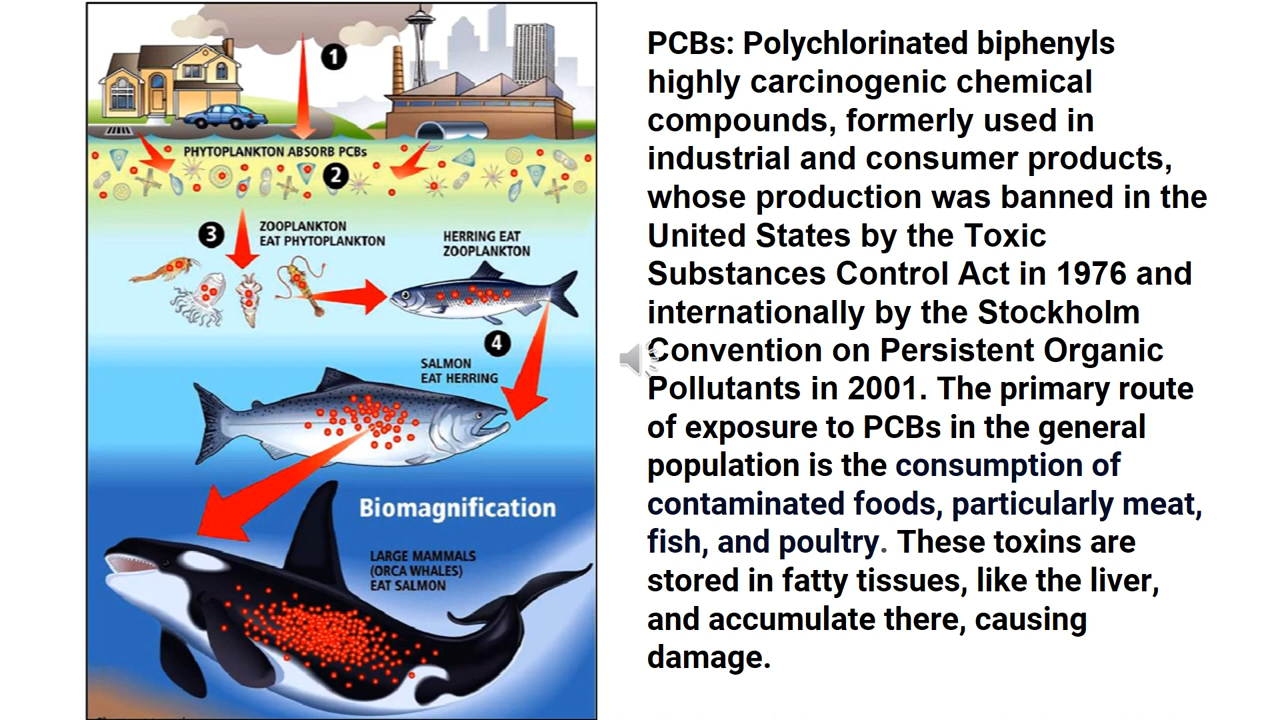 1
PHYTOPLANKTON ABSORB PCBs
2
3
ZOOPLANKTON
EAT PHYTOPLANKTON
HERRING EAT
ZOOPLANKTON
4
SALMON
EAT HERRING
Biomagnification
LARGE MAMMALS
(ORCA WHALES)
EAT SALMON
PCBs: Polychlorinated biphenyls
highly carcinogenic chemical
compounds, formerly used in
industrial and consumer products,
whose production was banned in the
United States by the Toxic
Substances Control Act in 1976 and
internationally by the Stockholm
Convention on Persistent Organic
Pollutants in 2001. The primary route
of exposure to PCBs in the general
population is the consumption of
contaminated foods, particularly meat,
fish, and poultry. These toxins are
stored in fatty tissues, like the liver,
and accumulate there, causing
damage.